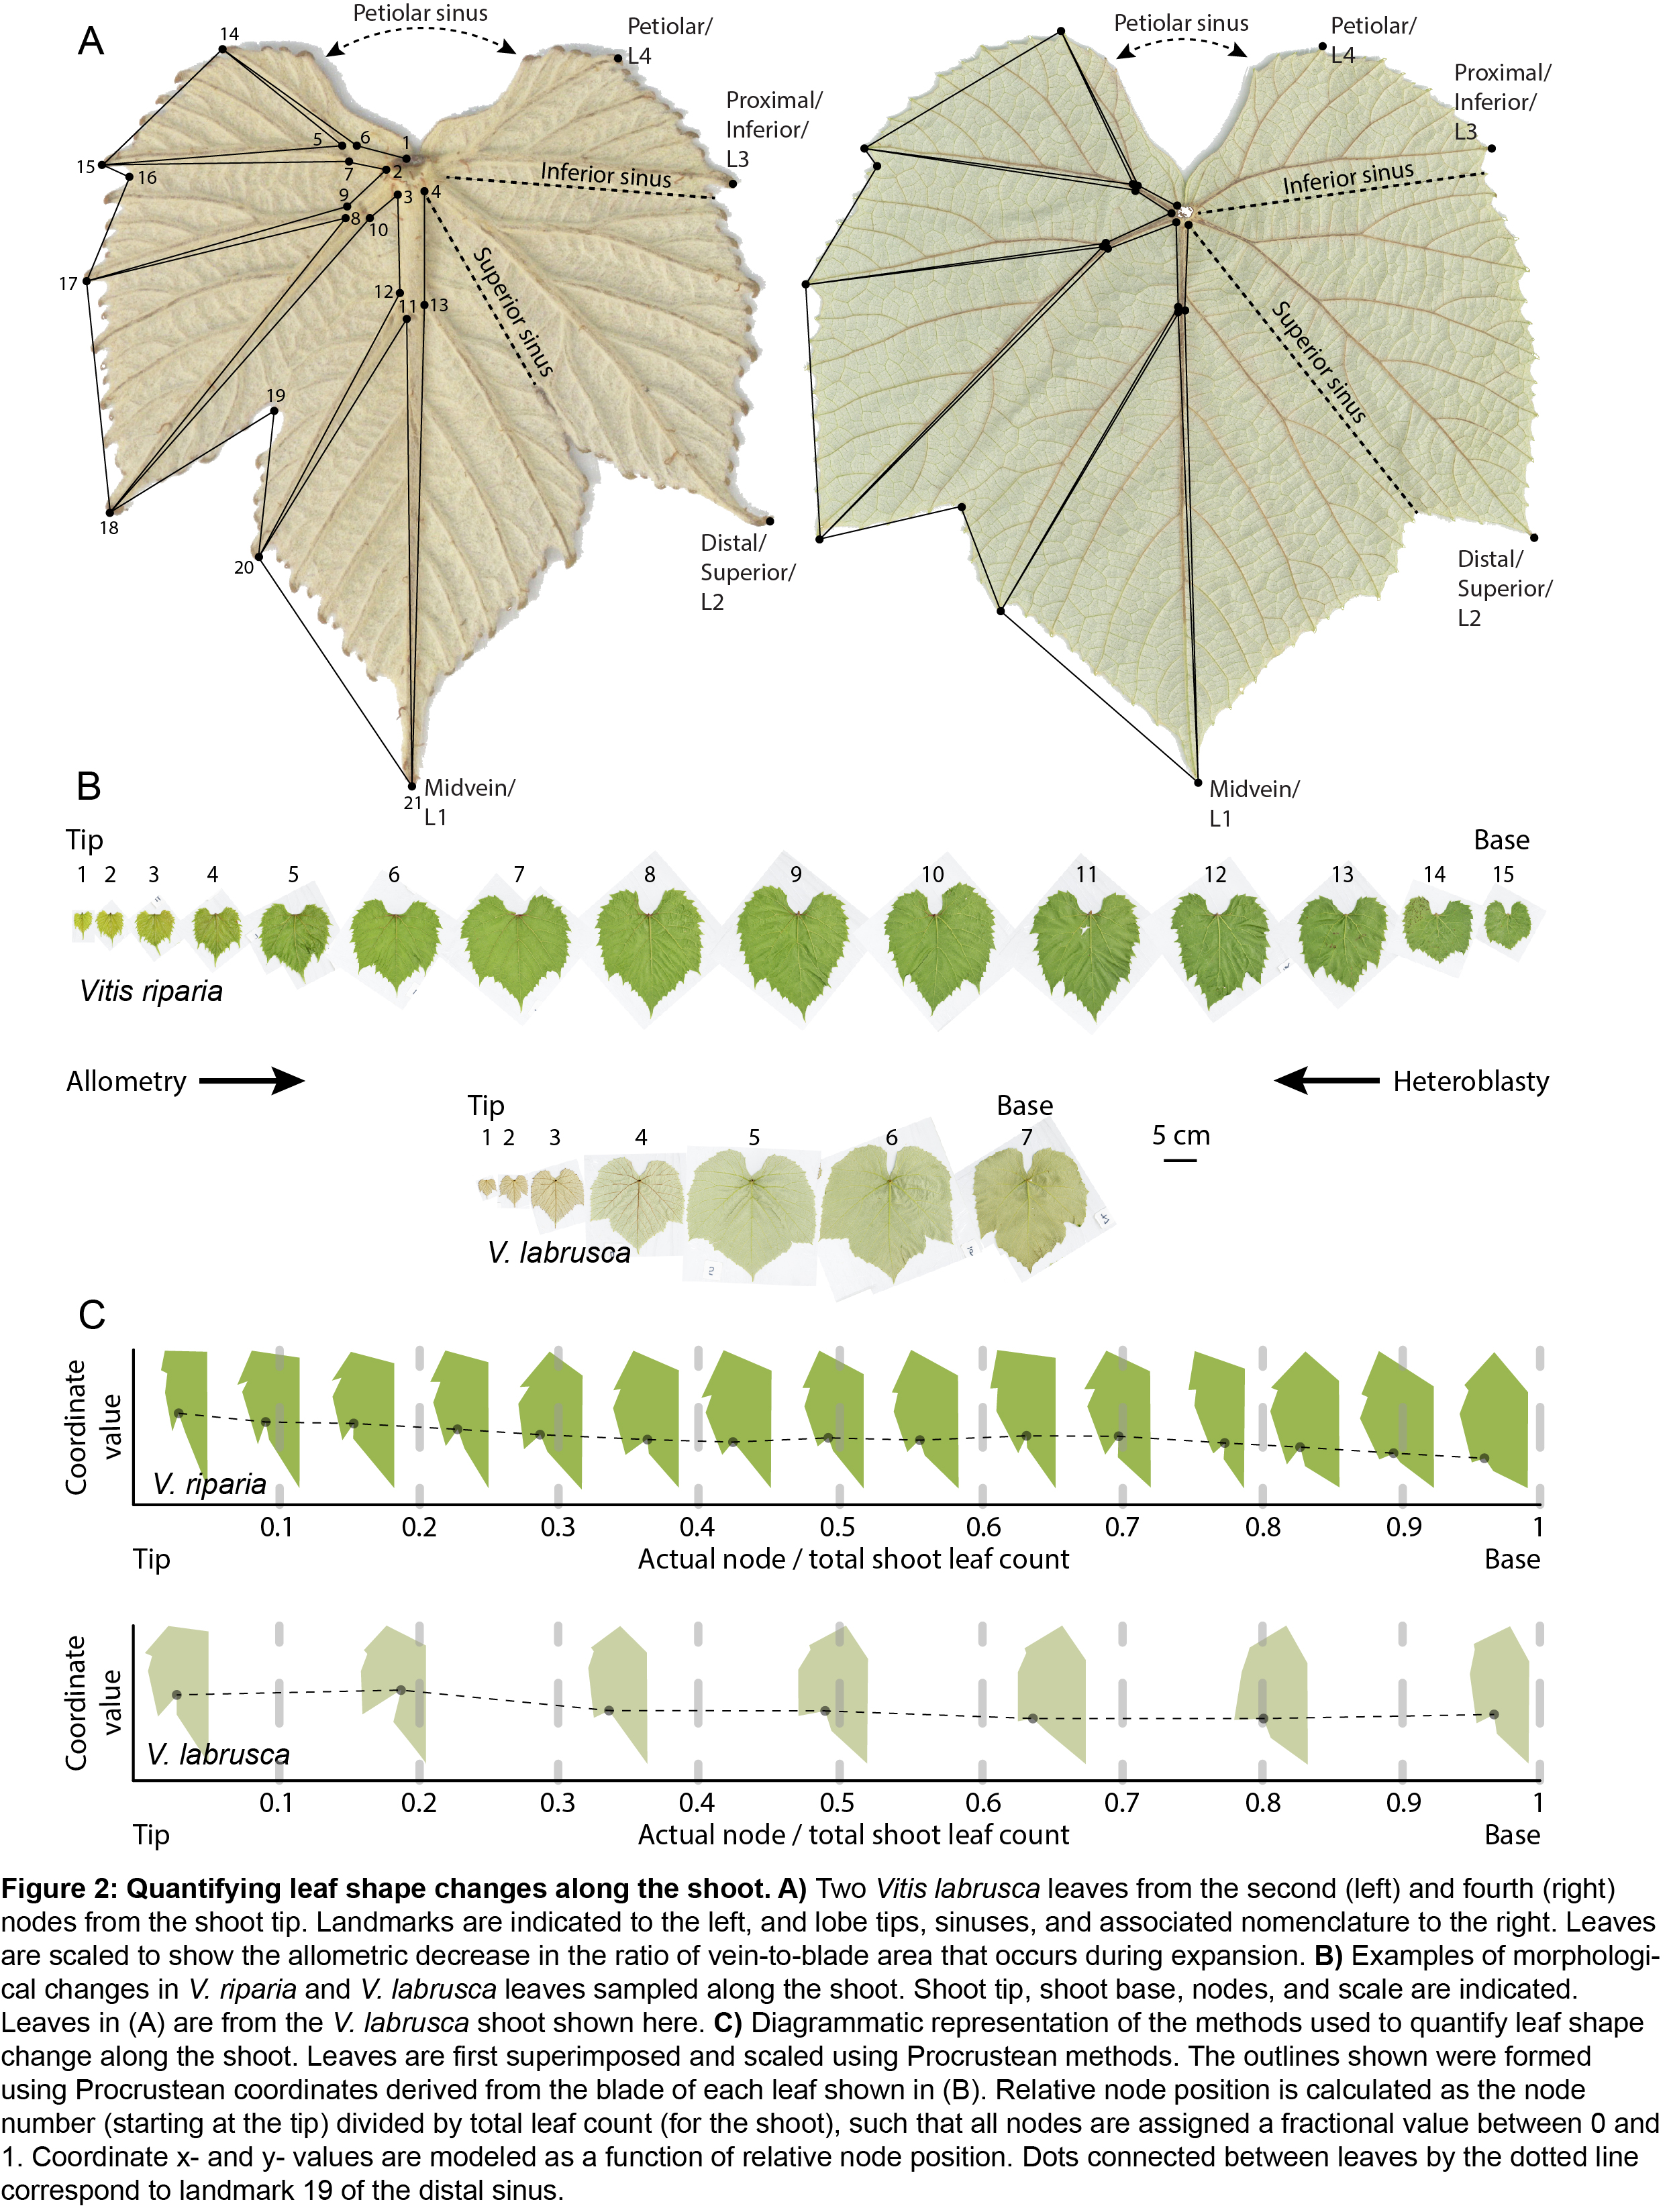 A
Petiolar sinus
Petiolar/
L4
Proximal/
Inferior/
L3
Inferior sinus
Superior sinus
Distal/
Superior/
L2
Midvein/
L1
14
5
6
1
15
16
7
2
9
3
4
8
10
17
12
11
13
19
18
20
21
Petiolar sinus
Petiolar/
L4
Proximal/
Inferior/
L3
Inferior sinus
Superior sinus
Distal/
Superior/
L2
Midvein/
L1
B
Tip
Base
1 2 3 4 5 6 7 8 9 10 11 12 13 14 15
Vitis riparia
Allometry
Heteroblasty
Tip
Base
1 2 3 4 5 6 7
5 cm
V. labrusca
C
Coordinate
value
V. riparia
0.1 0.2 0.3 0.4 0.5 0.6 0.7 0.8 0.9 1
Tip
Actual node / total shoot leaf count
Base
Coordinate
value
V. labrusca
0.1 0.2 0.3 0.4 0.5 0.6 0.7 0.8 0.9 1
Tip
Actual node / total shoot leaf count
Base
Figure 2: Quantifying leaf shape changes along the shoot. A) Two Vitis labrusca leaves from the second (left) and fourth (right)
nodes from the shoot tip. Landmarks are indicated to the left, and lobe tips, sinuses, and associated nomenclature to the right. Leaves
are scaled to show the allometric decrease in the ratio of vein-to-blade area that occurs during expansion. B) Examples of morphologi-
cal changes in V. riparia and V. labrusca leaves sampled along the shoot. Shoot tip, shoot base, nodes, and scale are indicated.
Leaves in (A) are from the V. labrusca shoot shown here. C) Diagrammatic representation of the methods used to quantify leaf shape
change along the shoot. Leaves are first superimposed and scaled using Procrustean methods. The outlines shown were formed
using Procrustean coordinates derived from the blade of each leaf shown in (B). Relative node position is calculated as the node
number (starting at the tip) divided by total leaf count (for the shoot), such that all nodes are assigned a fractional value between 0 and
1. Coordinate x- and y- values are modeled as a function of relative node position. Dots connected between leaves by the dotted line
correspond to landmark 19 of the distal sinus.